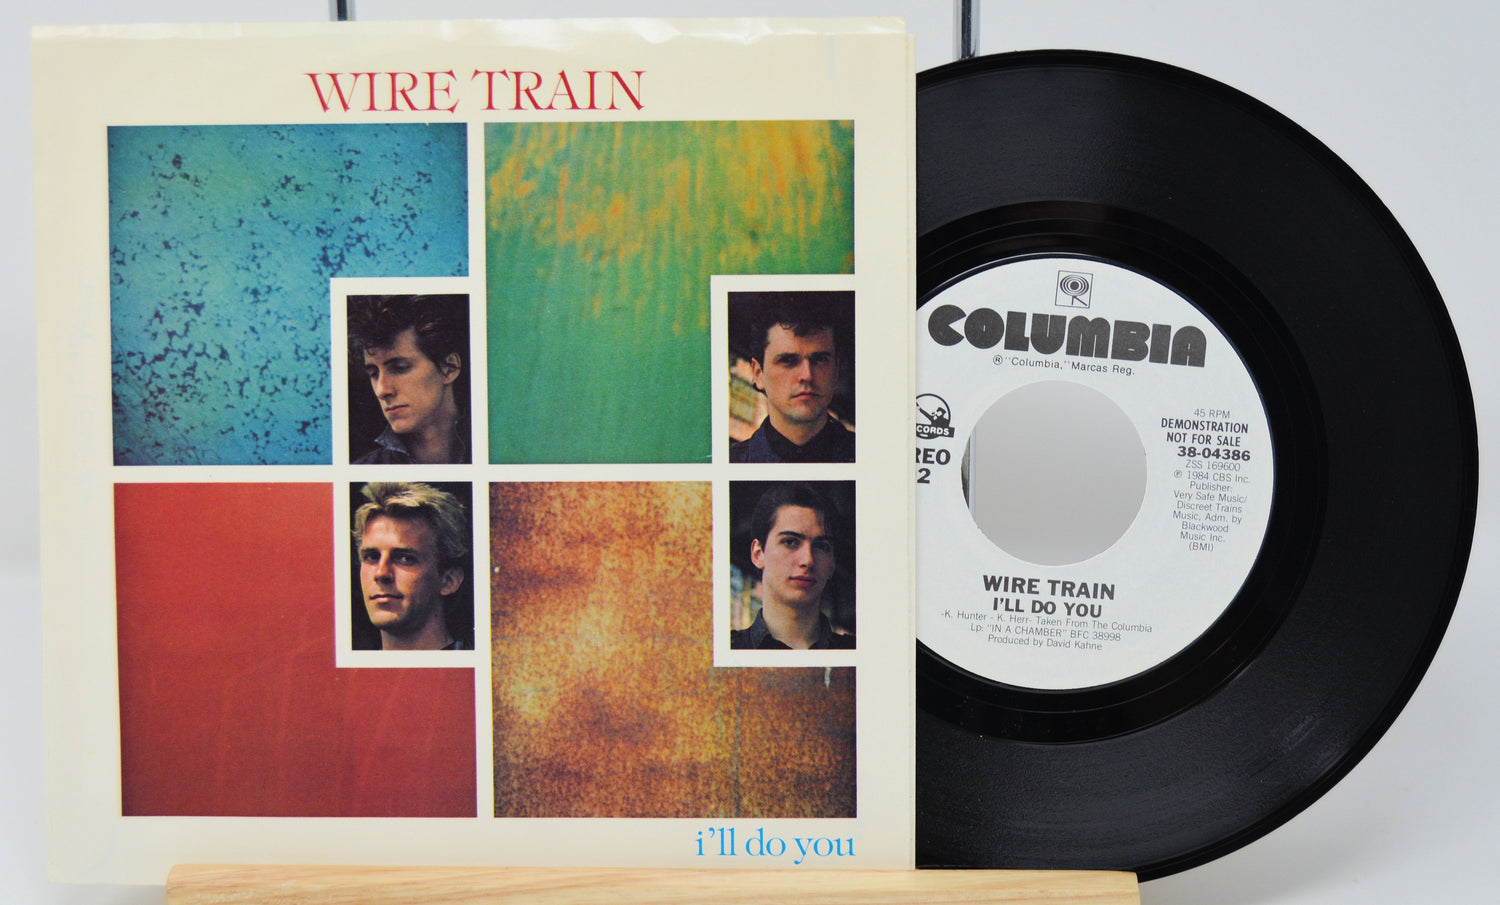 WIRE TRAIN
i'll do you
COLUMBIA
® "Columbia," Marcas Reg.
45 RPM
DEMONSTRATION
NOT FOR SALE
38-04386
ZSS 169600
℗ 1984 CBS Inc.
Publisher:
Very Safe Music/
Discreet Trains
Music, Adm. by
Blackwood
Music Inc.
(BMI)
WIRE TRAIN
I'LL DO YOU
-K. Hunter - K. Herr- Taken From The Columbia
Lp: "IN A CHAMBER" BFC 38998
Produced by David Kahne